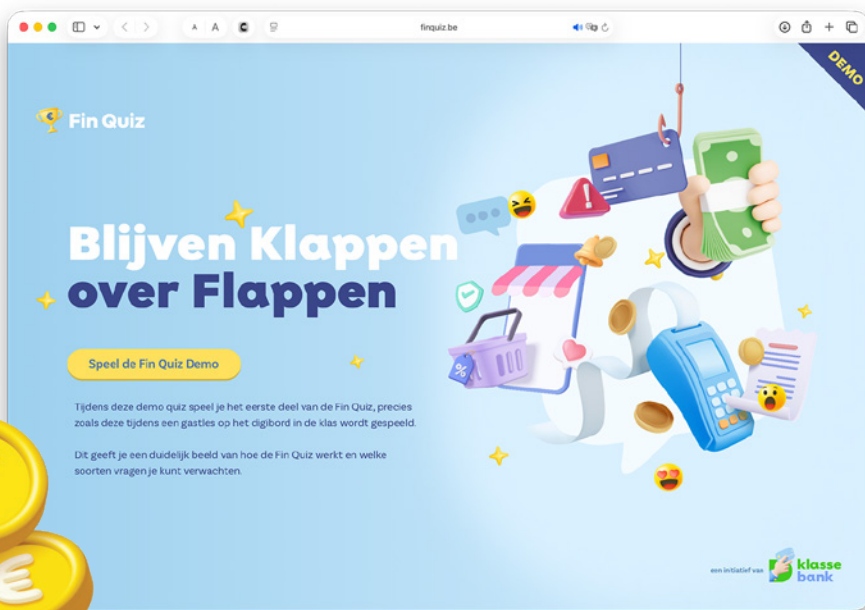 A A
finquiz.be
DEMO
Fin Quiz
Blijven Klappen
over Flappen
Speel de Fin Quiz Demo
Tijdens deze demo quiz speel je het eerste deel van de Fin Quiz, precies
zoals deze tijdens een gastles op het digibord in de klas wordt gespeeld.
Dit geeft je een duidelijk beeld van hoe de Fin Quiz werkt en welke
soorten vragen je kunt verwachten.
%
€
een initiatief van
klasse
bank